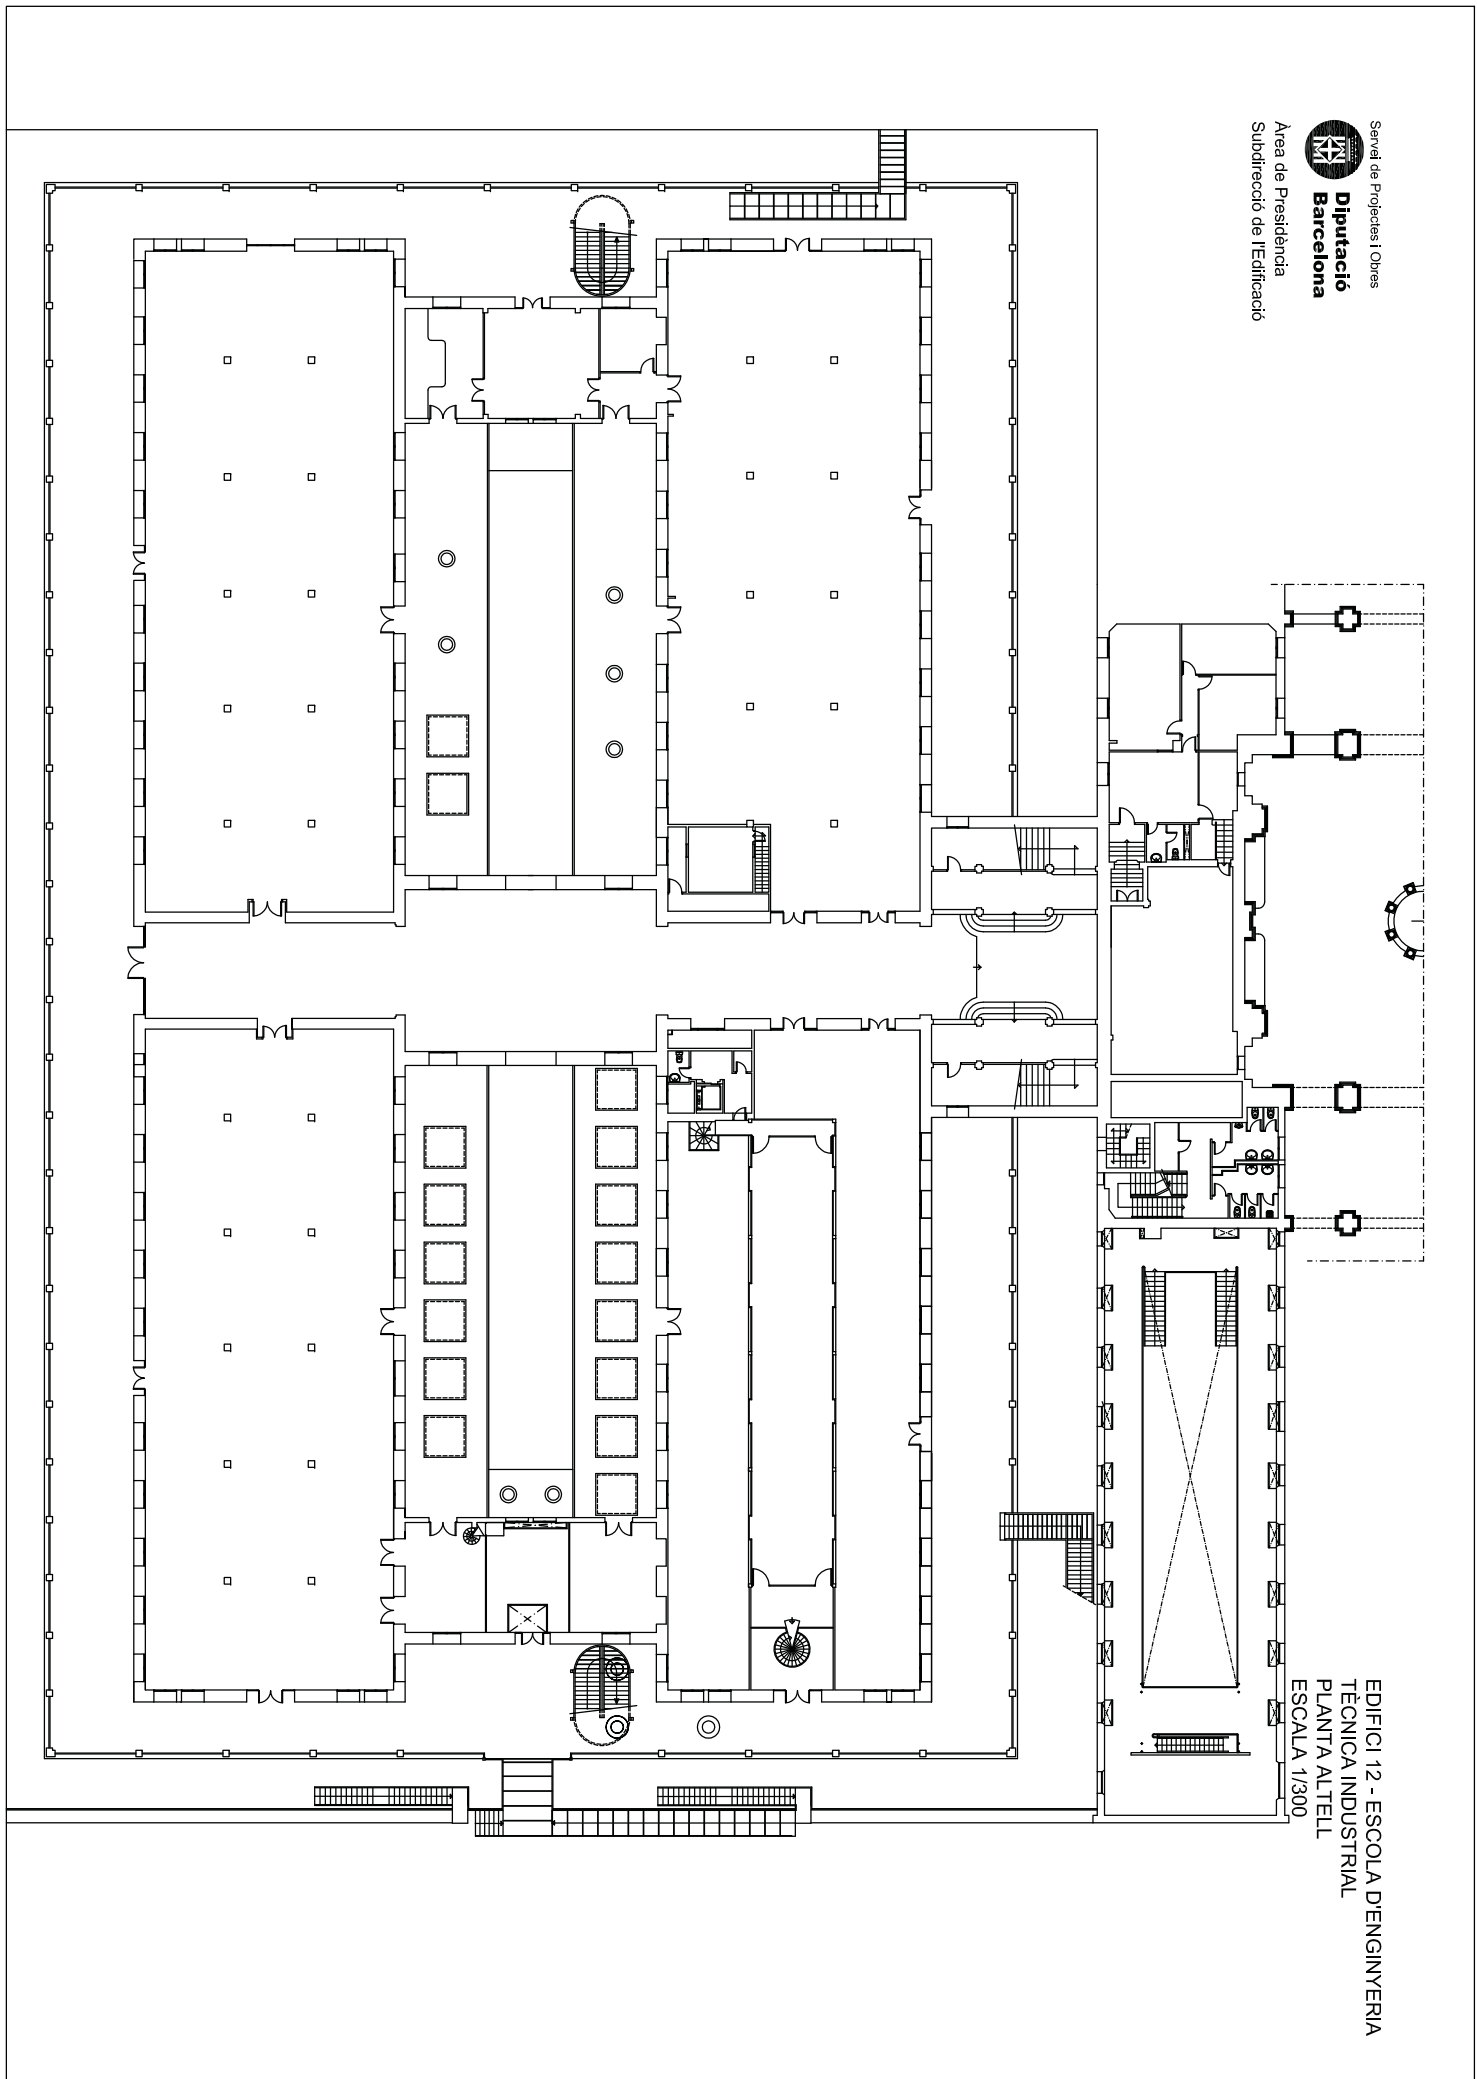 Servei de Projectes i Obres
Diputació
Barcelona
Àrea de Presidència
Subdirecció de l'Edificació
EDIFICI 12 - ESCOLA D'ENGINYERIA
TÈCNICA INDUSTRIAL
PLANTA ALTELL
ESCALA 1/300